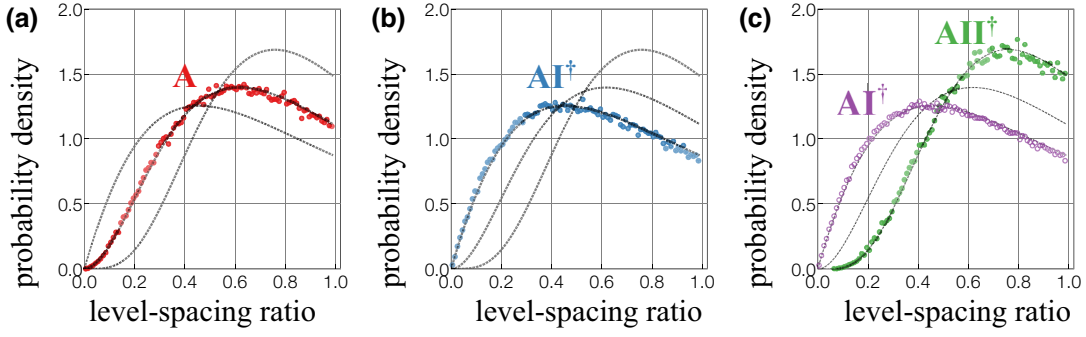 (a)
2.0
1.5
1.0
0.5
0.0
0.0 0.2 0.4 0.6 0.8 1.0
probability density
level-spacing ratio
A
(b)
2.0
1.5
1.0
0.5
0.0
0.0 0.2 0.4 0.6 0.8 1.0
probability density
level-spacing ratio
AI†
(c)
2.0
1.5
1.0
0.5
0.0
0.0 0.2 0.4 0.6 0.8 1.0
probability density
level-spacing ratio
AII†
AI†